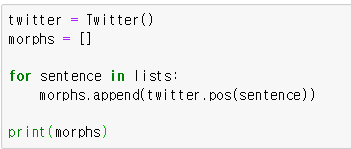 twitter = Twitter()
morphs = []
for sentence in lists:
    morphs.append(twitter.pos(sentence))
print(morphs)